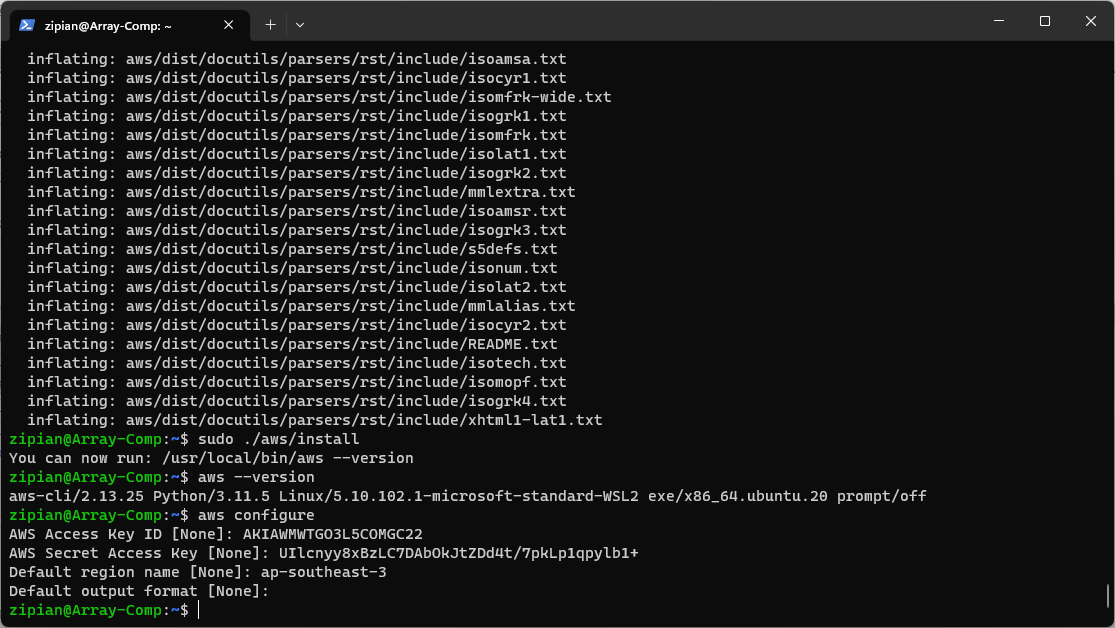 zipian@Array-Comp: ~
inflating: aws/dist/docutils/parsers/rst/include/isoamsa.txt
inflating: aws/dist/docutils/parsers/rst/include/isocyr1.txt
inflating: aws/dist/docutils/parsers/rst/include/isomfrk-wide.txt
inflating: aws/dist/docutils/parsers/rst/include/isogrk1.txt
inflating: aws/dist/docutils/parsers/rst/include/isomfrk.txt
inflating: aws/dist/docutils/parsers/rst/include/isolat1.txt
inflating: aws/dist/docutils/parsers/rst/include/isogrk2.txt
inflating: aws/dist/docutils/parsers/rst/include/mmlextra.txt
inflating: aws/dist/docutils/parsers/rst/include/isoamsr.txt
inflating: aws/dist/docutils/parsers/rst/include/isogrk3.txt
inflating: aws/dist/docutils/parsers/rst/include/s5defs.txt
inflating: aws/dist/docutils/parsers/rst/include/isonum.txt
inflating: aws/dist/docutils/parsers/rst/include/isolat2.txt
inflating: aws/dist/docutils/parsers/rst/include/mmlalias.txt
inflating: aws/dist/docutils/parsers/rst/include/isocyr2.txt
inflating: aws/dist/docutils/parsers/rst/include/README.txt
inflating: aws/dist/docutils/parsers/rst/include/isotech.txt
inflating: aws/dist/docutils/parsers/rst/include/isomopf.txt
inflating: aws/dist/docutils/parsers/rst/include/isogrk4.txt
inflating: aws/dist/docutils/parsers/rst/include/xhtml1-lat1.txt
zipian@Array-Comp:~$ sudo ./aws/install
You can now run: /usr/local/bin/aws --version
zipian@Array-Comp:~$ aws --version
aws-cli/2.13.25 Python/3.11.5 Linux/5.10.102.1-microsoft-standard-WSL2 exe/x86_64.ubuntu.20 prompt/off
zipian@Array-Comp:~$ aws configure
AWS Access Key ID [None]: AKIAWMWTGO3L5COMGC22
AWS Secret Access Key [None]: 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
Default region name [None]: ap-southeast-3
Default output format [None]:
zipian@Array-Comp:~$